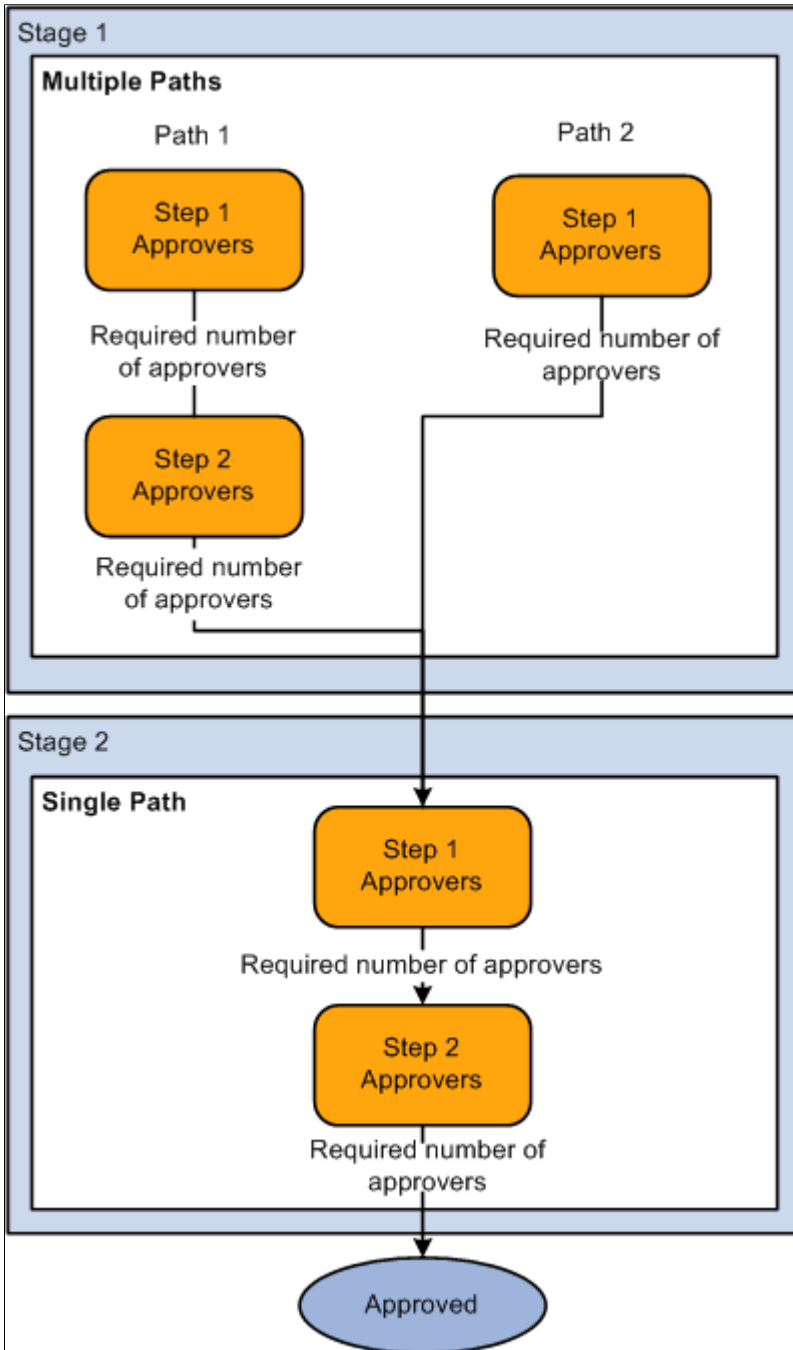 Stage 1
Multiple Paths
Path 1
Path 2
Step 1
Approvers
Step 1
Approvers
Required number
of approvers
Required number of
approvers
Step 2
Approvers
Required number
of approvers
Stage 2
Single Path
Step 1
Approvers
Required number of approvers
Step 2
Approvers
Required number of
approvers
Approved